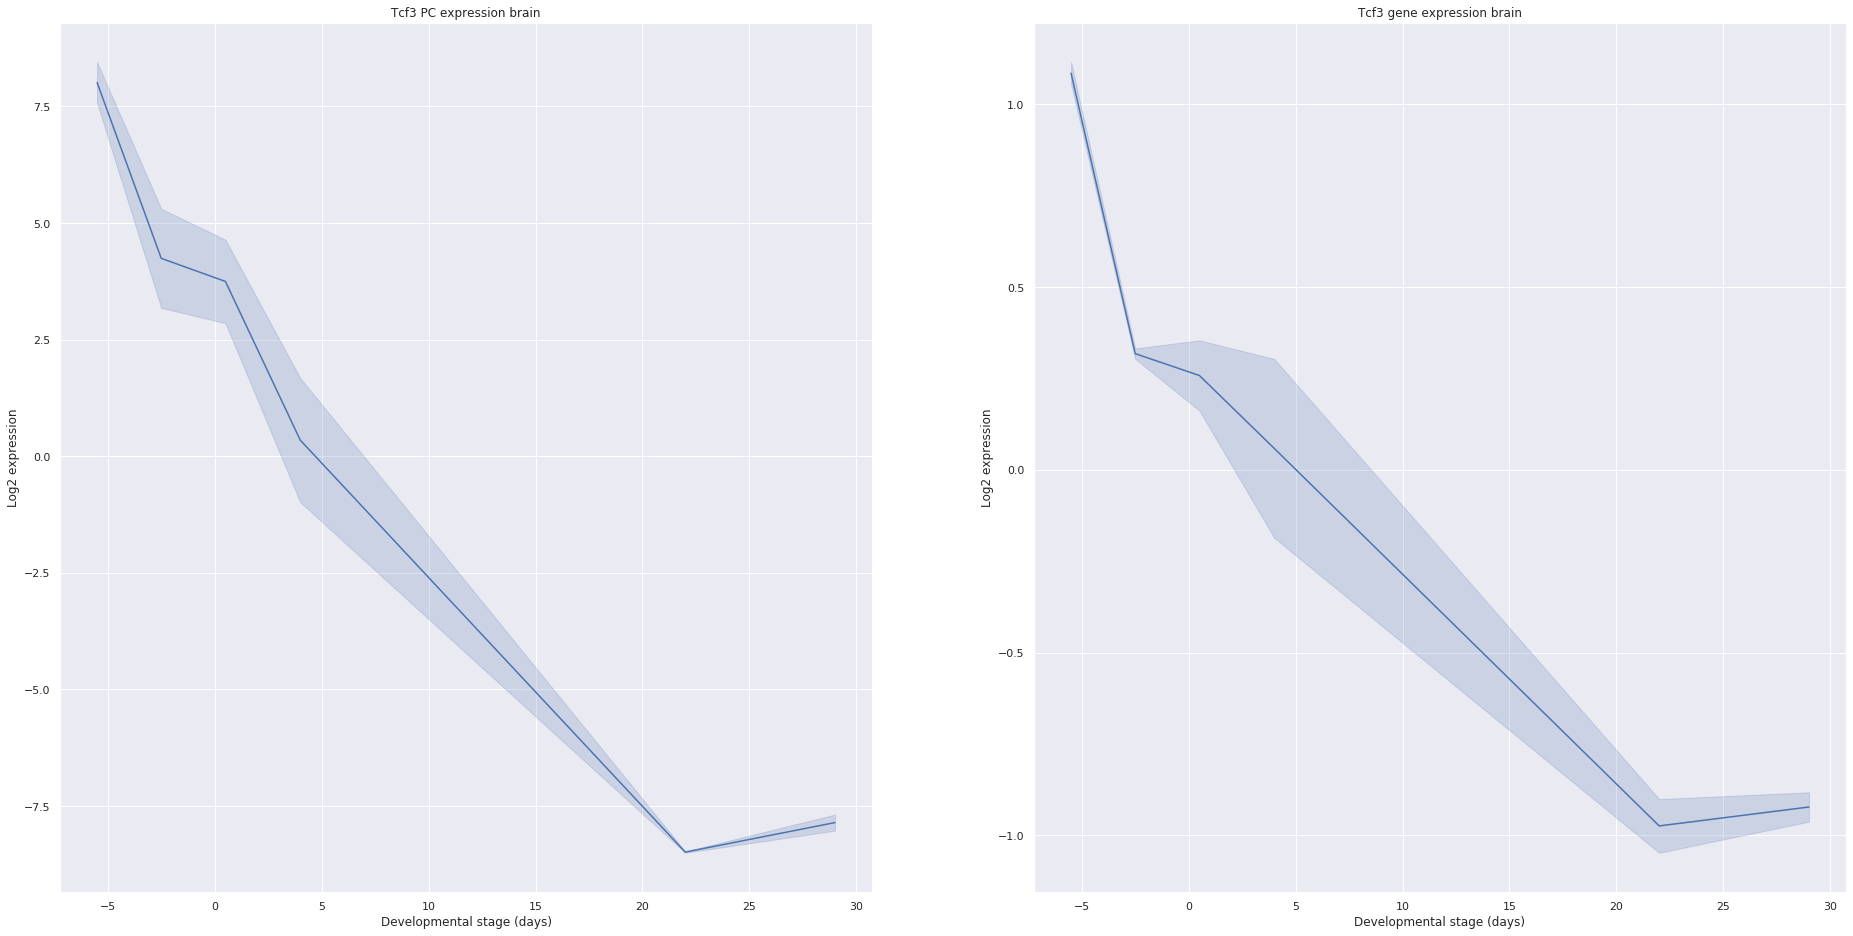 Tcf3 PC expression brain
Log2 expression
7.5
5.0
2.5
0.0
−2.5
−5.0
−7.5
−5 0 5 10 15 20 25 30
Developmental stage (days)
Tcf3 gene expression brain
Log2 expression
1.0
0.5
0.0
−0.5
−1.0
−5 0 5 10 15 20 25 30
Developmental stage (days)